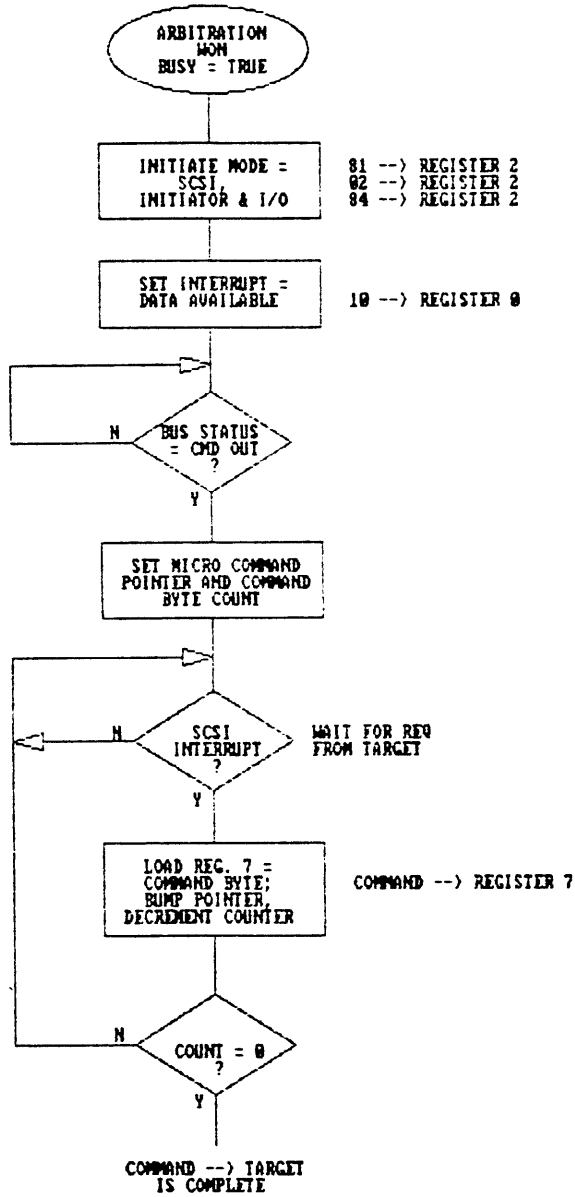 ARBITRATION
WON
BUSY = TRUE
INITIATE MODE =
SCSI,
INITIATOR & I/O
81 --> REGISTER 2
02 --> REGISTER 2
84 --> REGISTER 2
SET INTERRUPT =
DATA AVAILABLE
10 --> REGISTER 0
N
BUS STATUS
= CMD OUT
?
Y
SET MICRO COMMAND
POINTER AND COMMAND
BYTE COUNT
N
SCSI
INTERRUPT
?
WAIT FOR REQ
FROM TARGET
Y
LOAD REG. 7 =
COMMAND BYTE;
BUMP POINTER,
DECREMENT COUNTER
COMMAND --> REGISTER 7
N
COUNT = 0
?
Y
COMMAND --> TARGET
IS COMPLETE